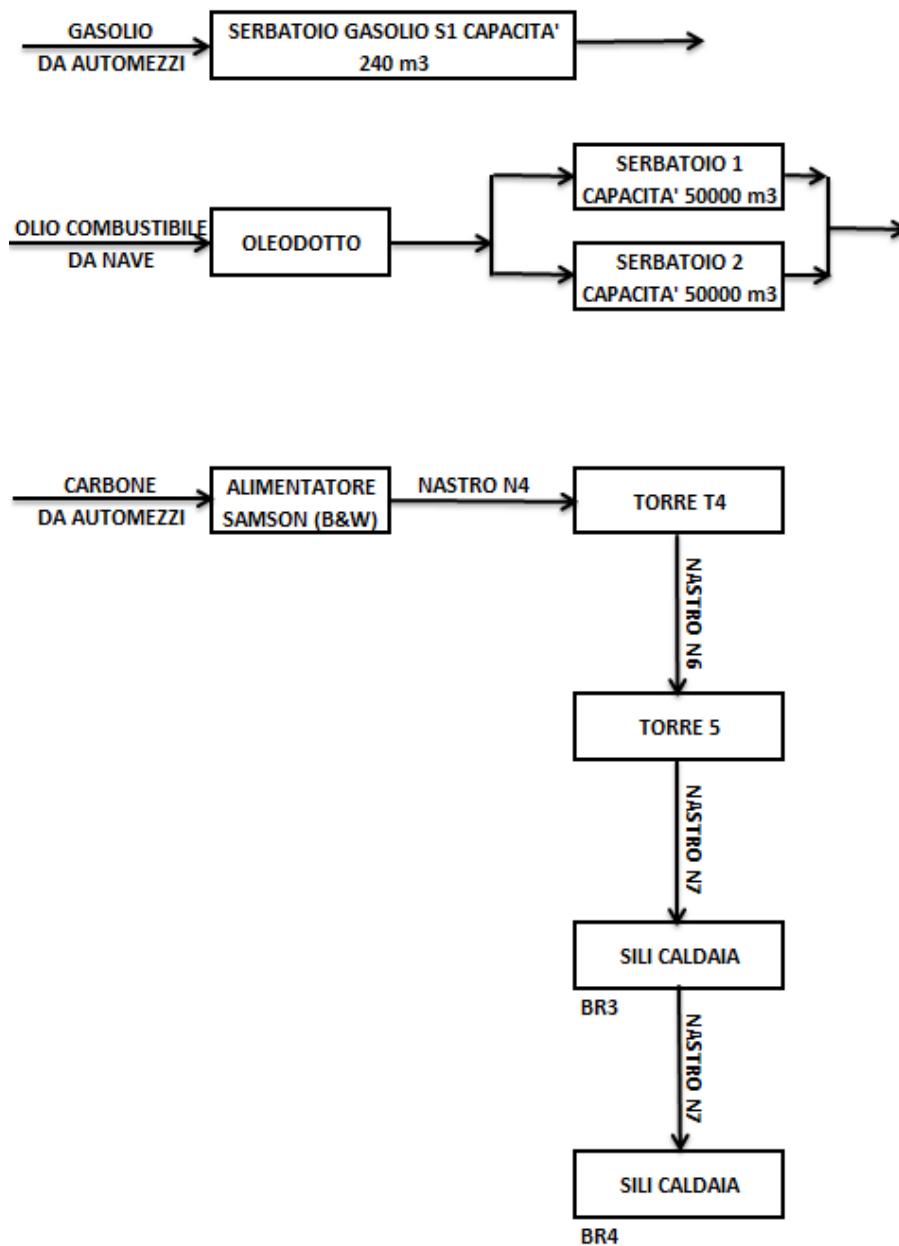 GASOLIO
DA AUTOMEZZI
SERBATOIO GASOLIO S1 CAPACITA'
240 m3
OLIO COMBUSTIBILE
DA NAVE
OLEODOTTO
SERBATOIO 1
CAPACITA' 50000 m3
SERBATOIO 2
CAPACITA' 50000 m3
CARBONE
DA AUTOMEZZI
ALIMENTATORE
SAMSON (B&W)
NASTRO N4
TORRE T4
NASTRO N6
TORRE 5
NASTRO N7
SILI CALDAIA
BR3
NASTRO N7
SILI CALDAIA
BR4